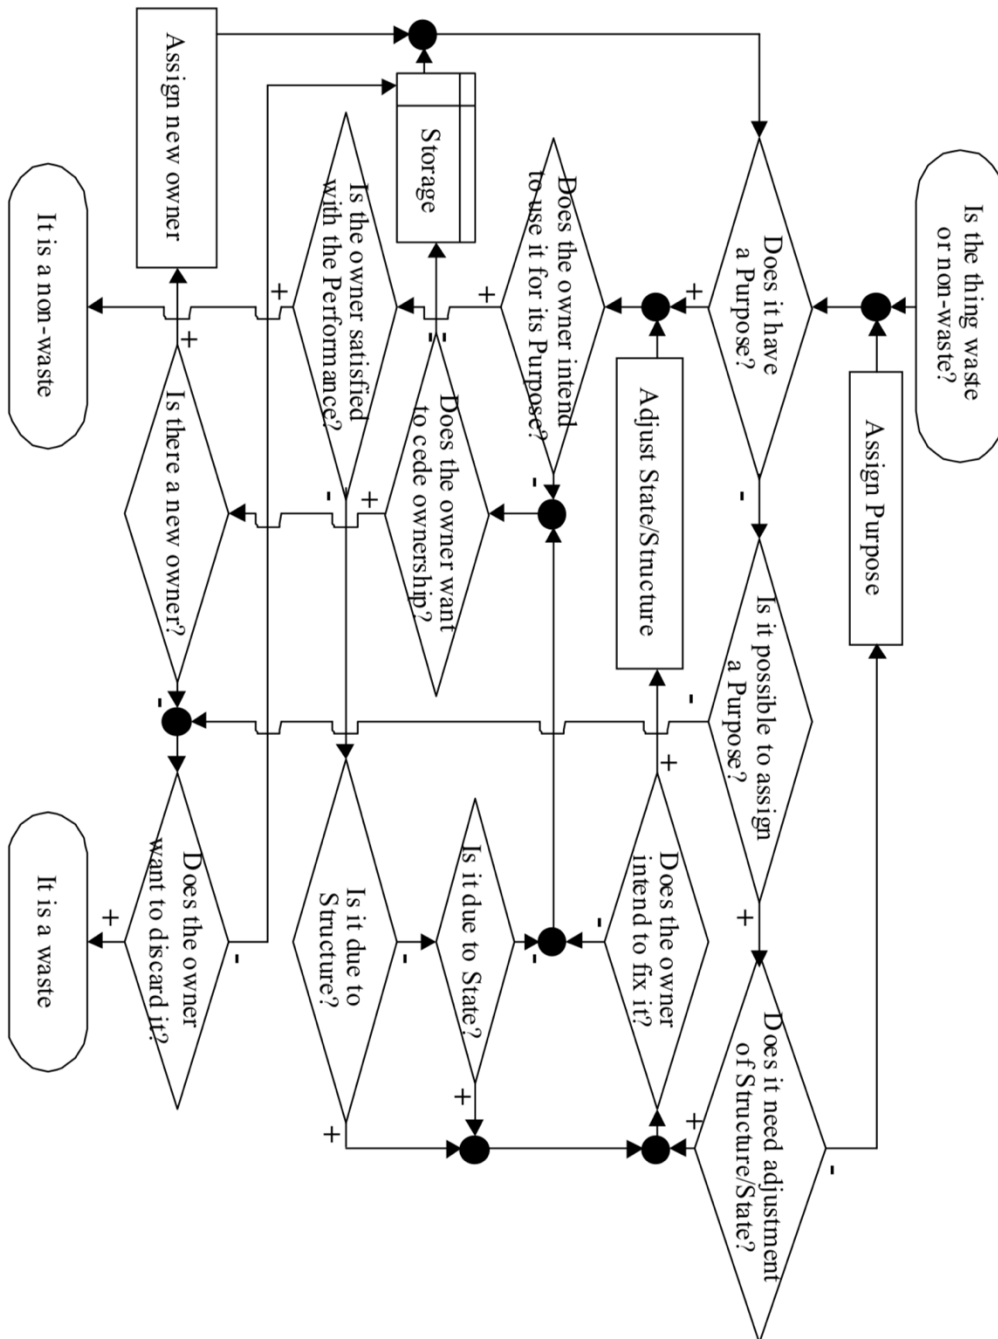 Is the thing waste
or non-waste?
Assign Purpose
Does it have
a Purpose?
-
Is it possible to assign
a Purpose?
+
Does it need adjustment
of Structure/State?
-
+
-
+
Adjust State/Structure
+
Does the owner
intend to fix it?
-
Does the owner intend
to use it for its Purpose?
-
+
Storage
-
-
Does the owner want
to cede ownership?
+
Is it due to State?
-
+
Is the owner satisfied
with the Performance?
-
+
Is it due to
Structure?
-
+
Assign new owner
+
Is there a new owner?
-
Does the owner
want to discard it?
-
+
It is a non-waste
It is a waste